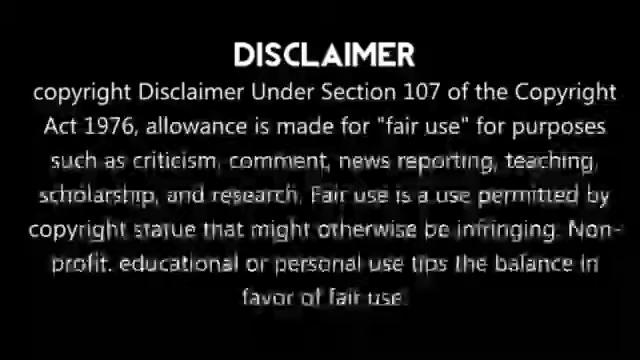 DISCLAIMER
copyright Disclaimer Under Section 107 of the Copyright
Act 1976, allowance is made for "fair use" for purposes
such as criticism, comment, news reporting, teaching,
scholarship, and research. Fair use is a use permitted by
copyright statue that might otherwise be infringing. Non-
profit. educational or personal use tips the balance in
favor of fair use.